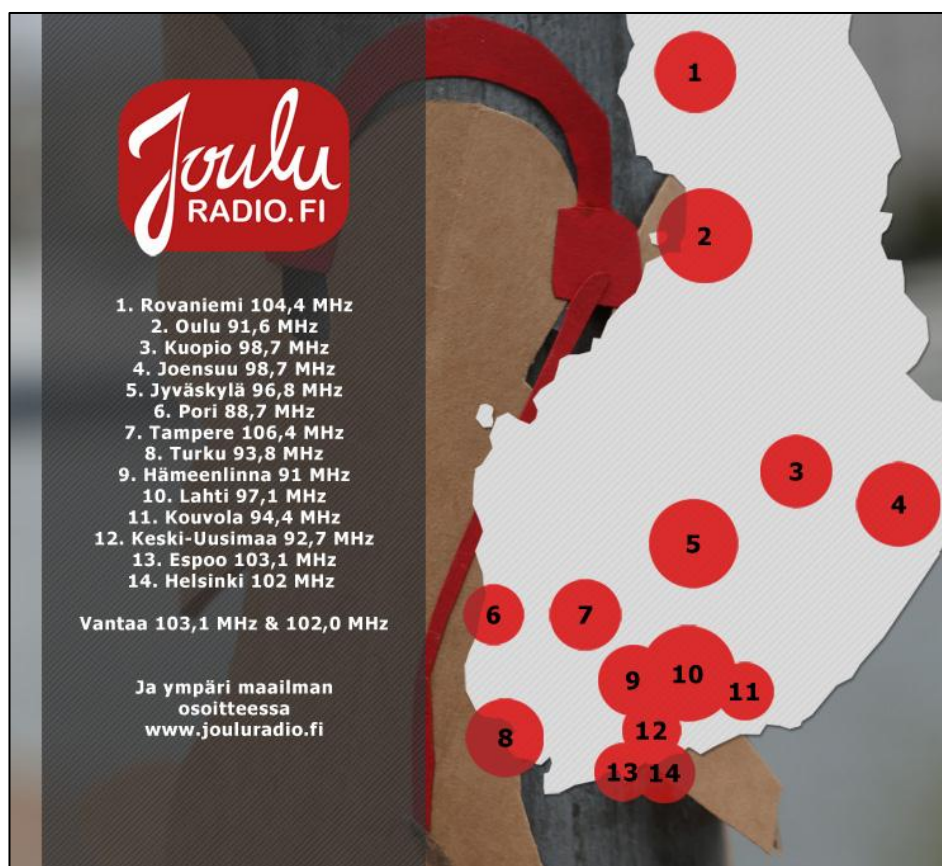 Joulu
RADIO.FI
1. Rovaniemi 104,4 MHz
2. Oulu 91,6 MHz
3. Kuopio 98,7 MHz
4. Joensuu 98,7 MHz
5. Jyväskylä 96,8 MHz
6. Pori 88,7 MHz
7. Tampere 106,4 MHz
8. Turku 93,8 MHz
9. Hämeenlinna 91 MHz
10. Lahti 97,1 MHz
11. Kouvola 94,4 MHz
12. Keski-Uusimaa 92,7 MHz
13. Espoo 103,1 MHz
14. Helsinki 102 MHz
Vantaa 103,1 MHz & 102,0 MHz
Ja ympäri maailman
osoitteessa
www.jouluradio.fi
1
2
3
4
5
6
7
8
9
10
11
12
13
14